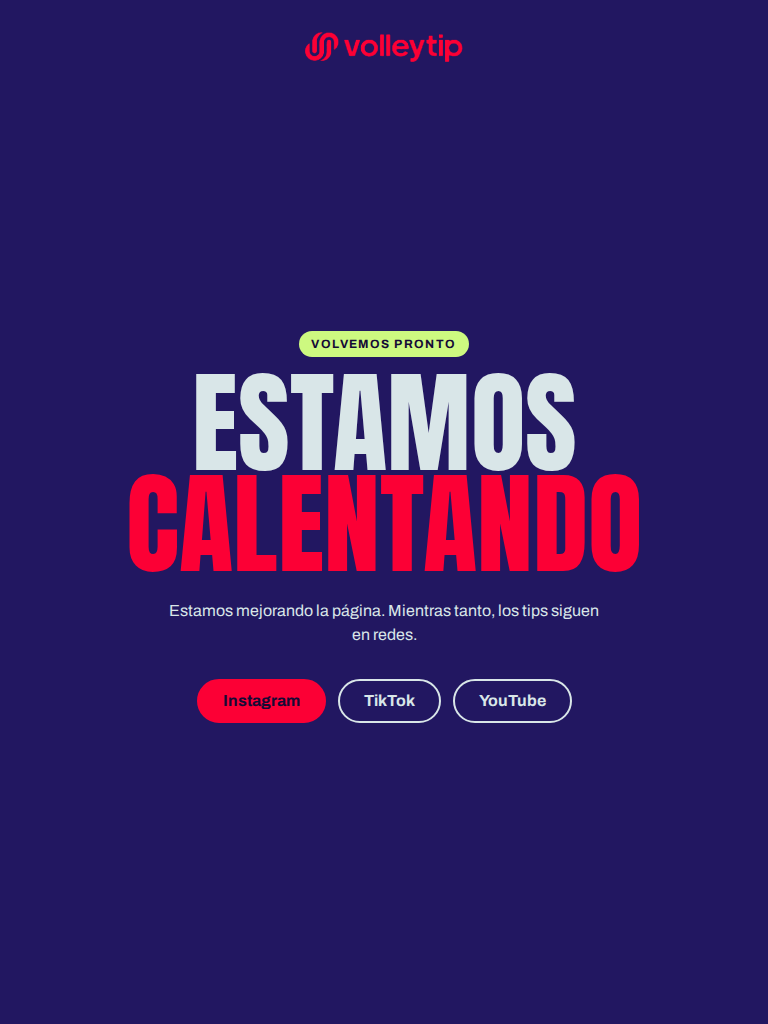 volleytip
VOLVEMOS PRONTO
ESTAMOS
CALENTANDO
Estamos mejorando la página. Mientras tanto, los tips siguen
en redes.
Instagram
TikTok
YouTube